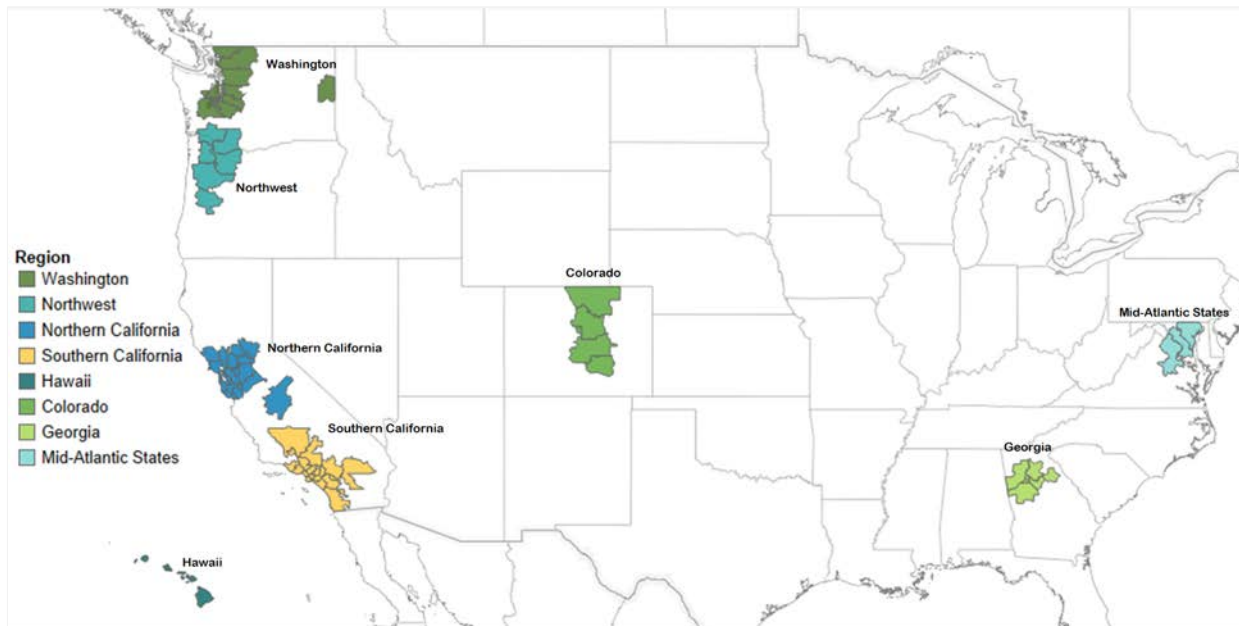 Washington
Northwest
Colorado
Region
Washington
Northwest
Northern California
Southern California
Hawaii
Colorado
Georgia
Mid-Atlantic States
Mid-Atlantic States
Northern California
Southern California
Georgia
Hawaii